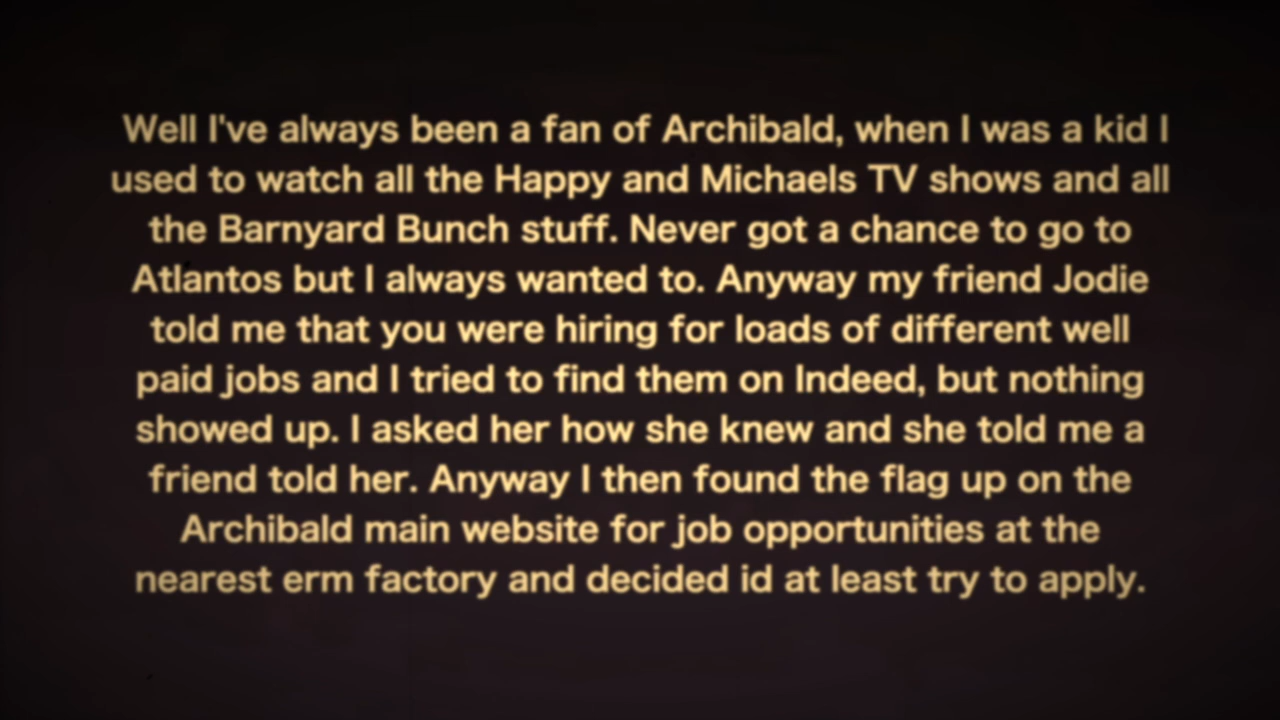 Well I've always been a fan of Archibald, when I was a kid I
used to watch all the Happy and Michaels TV shows and all
the Barnyard Bunch stuff. Never got a chance to go to
Atlantos but I always wanted to. Anyway my friend Jodie
told me that you were hiring for loads of different well
paid jobs and I tried to find them on Indeed, but nothing
showed up. I asked her how she knew and she told me a
friend told her. Anyway I then found the flag up on the
Archibald main website for job opportunities at the
nearest erm factory and decided id at least try to apply.